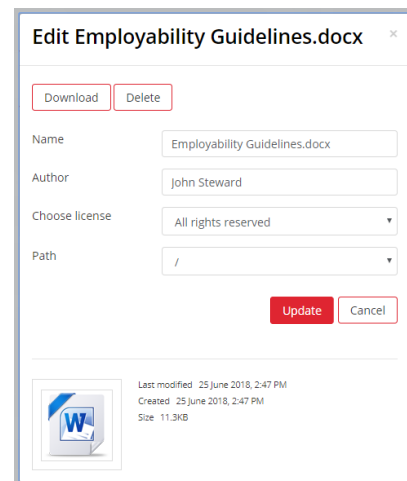 Edit Employability Guidelines.docx ×
Download Delete
Name Employability Guidelines.docx
Author John Steward
Choose license All rights reserved
Path /
Update Cancel
Last modified 25 June 2018, 2:47 PM
Created 25 June 2018, 2:47 PM
Size 11.3KB
W